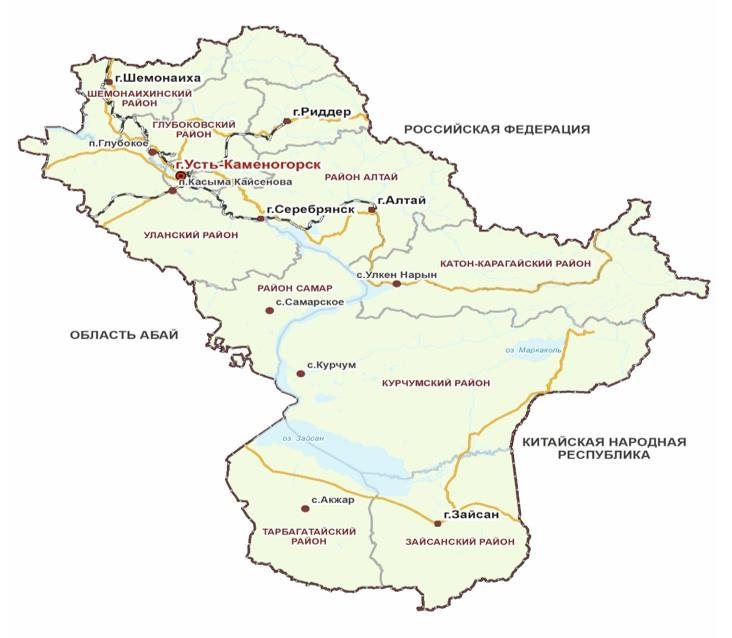 г.Шемонаиха
ШЕМОНАИХИНСКИЙ
РАЙОН
г.Риддер
ГЛУБОКОВСКИЙ
РАЙОН
РОССИЙСКАЯ ФЕДЕРАЦИЯ
п.Глубокое
г.Усть-Каменогорск
п.Касыма Кайсенова
РАЙОН АЛТАЙ
г.Серебрянск
г.Алтай
УЛАНСКИЙ РАЙОН
КАТОН-КАРАГАЙСКИЙ РАЙОН
с.Улкен Нарын
РАЙОН САМАР
с.Самарское
ОБЛАСТЬ АБАЙ
оз. Маркаколь
с.Курчум
КУРЧУМСКИЙ РАЙОН
оз. Зайсан
КИТАЙСКАЯ НАРОДНАЯ
РЕСПУБЛИКА
с.Акжар
г.Зайсан
ТАРБАГАТАЙСКИЙ
РАЙОН
ЗАЙСАНСКИЙ РАЙОН